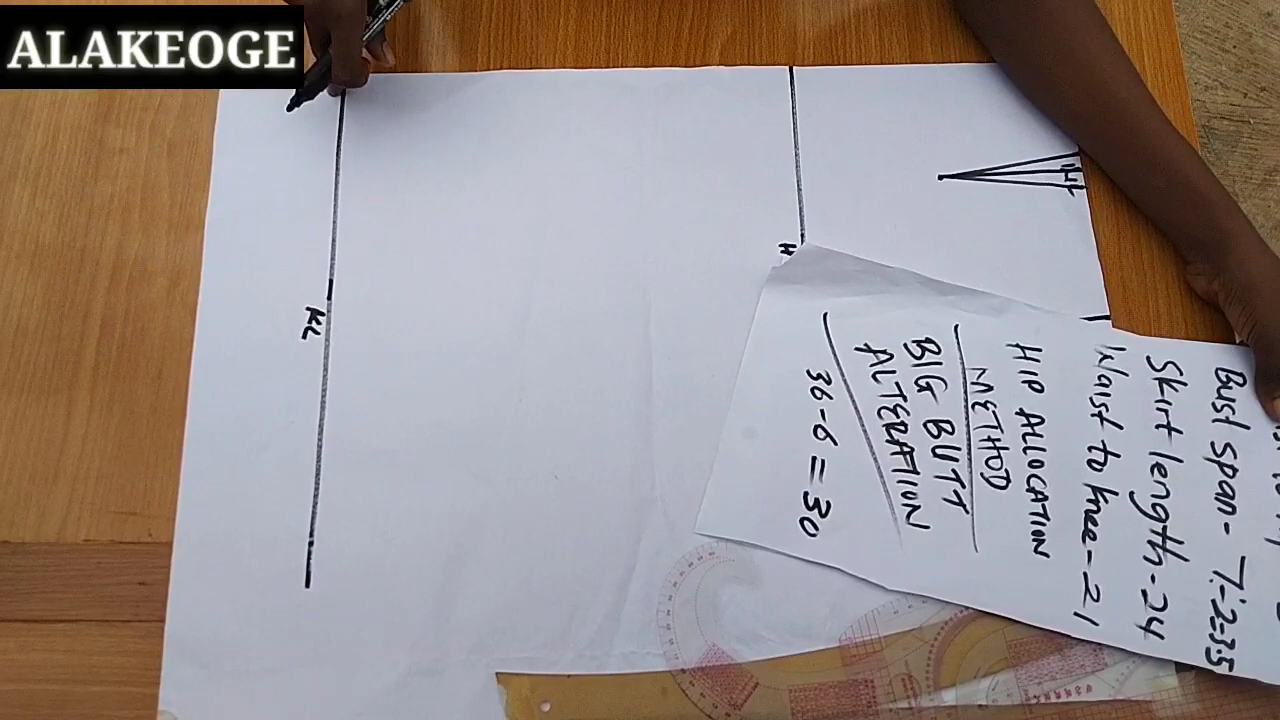 ALAKEOGE
KL
H
Bust span - 7÷2=3.5
Skirt length - 24
Waist to knee - 21
HIP ALLOCATION
METHOD
BIG BUTT
ALTERATION
36-6=30